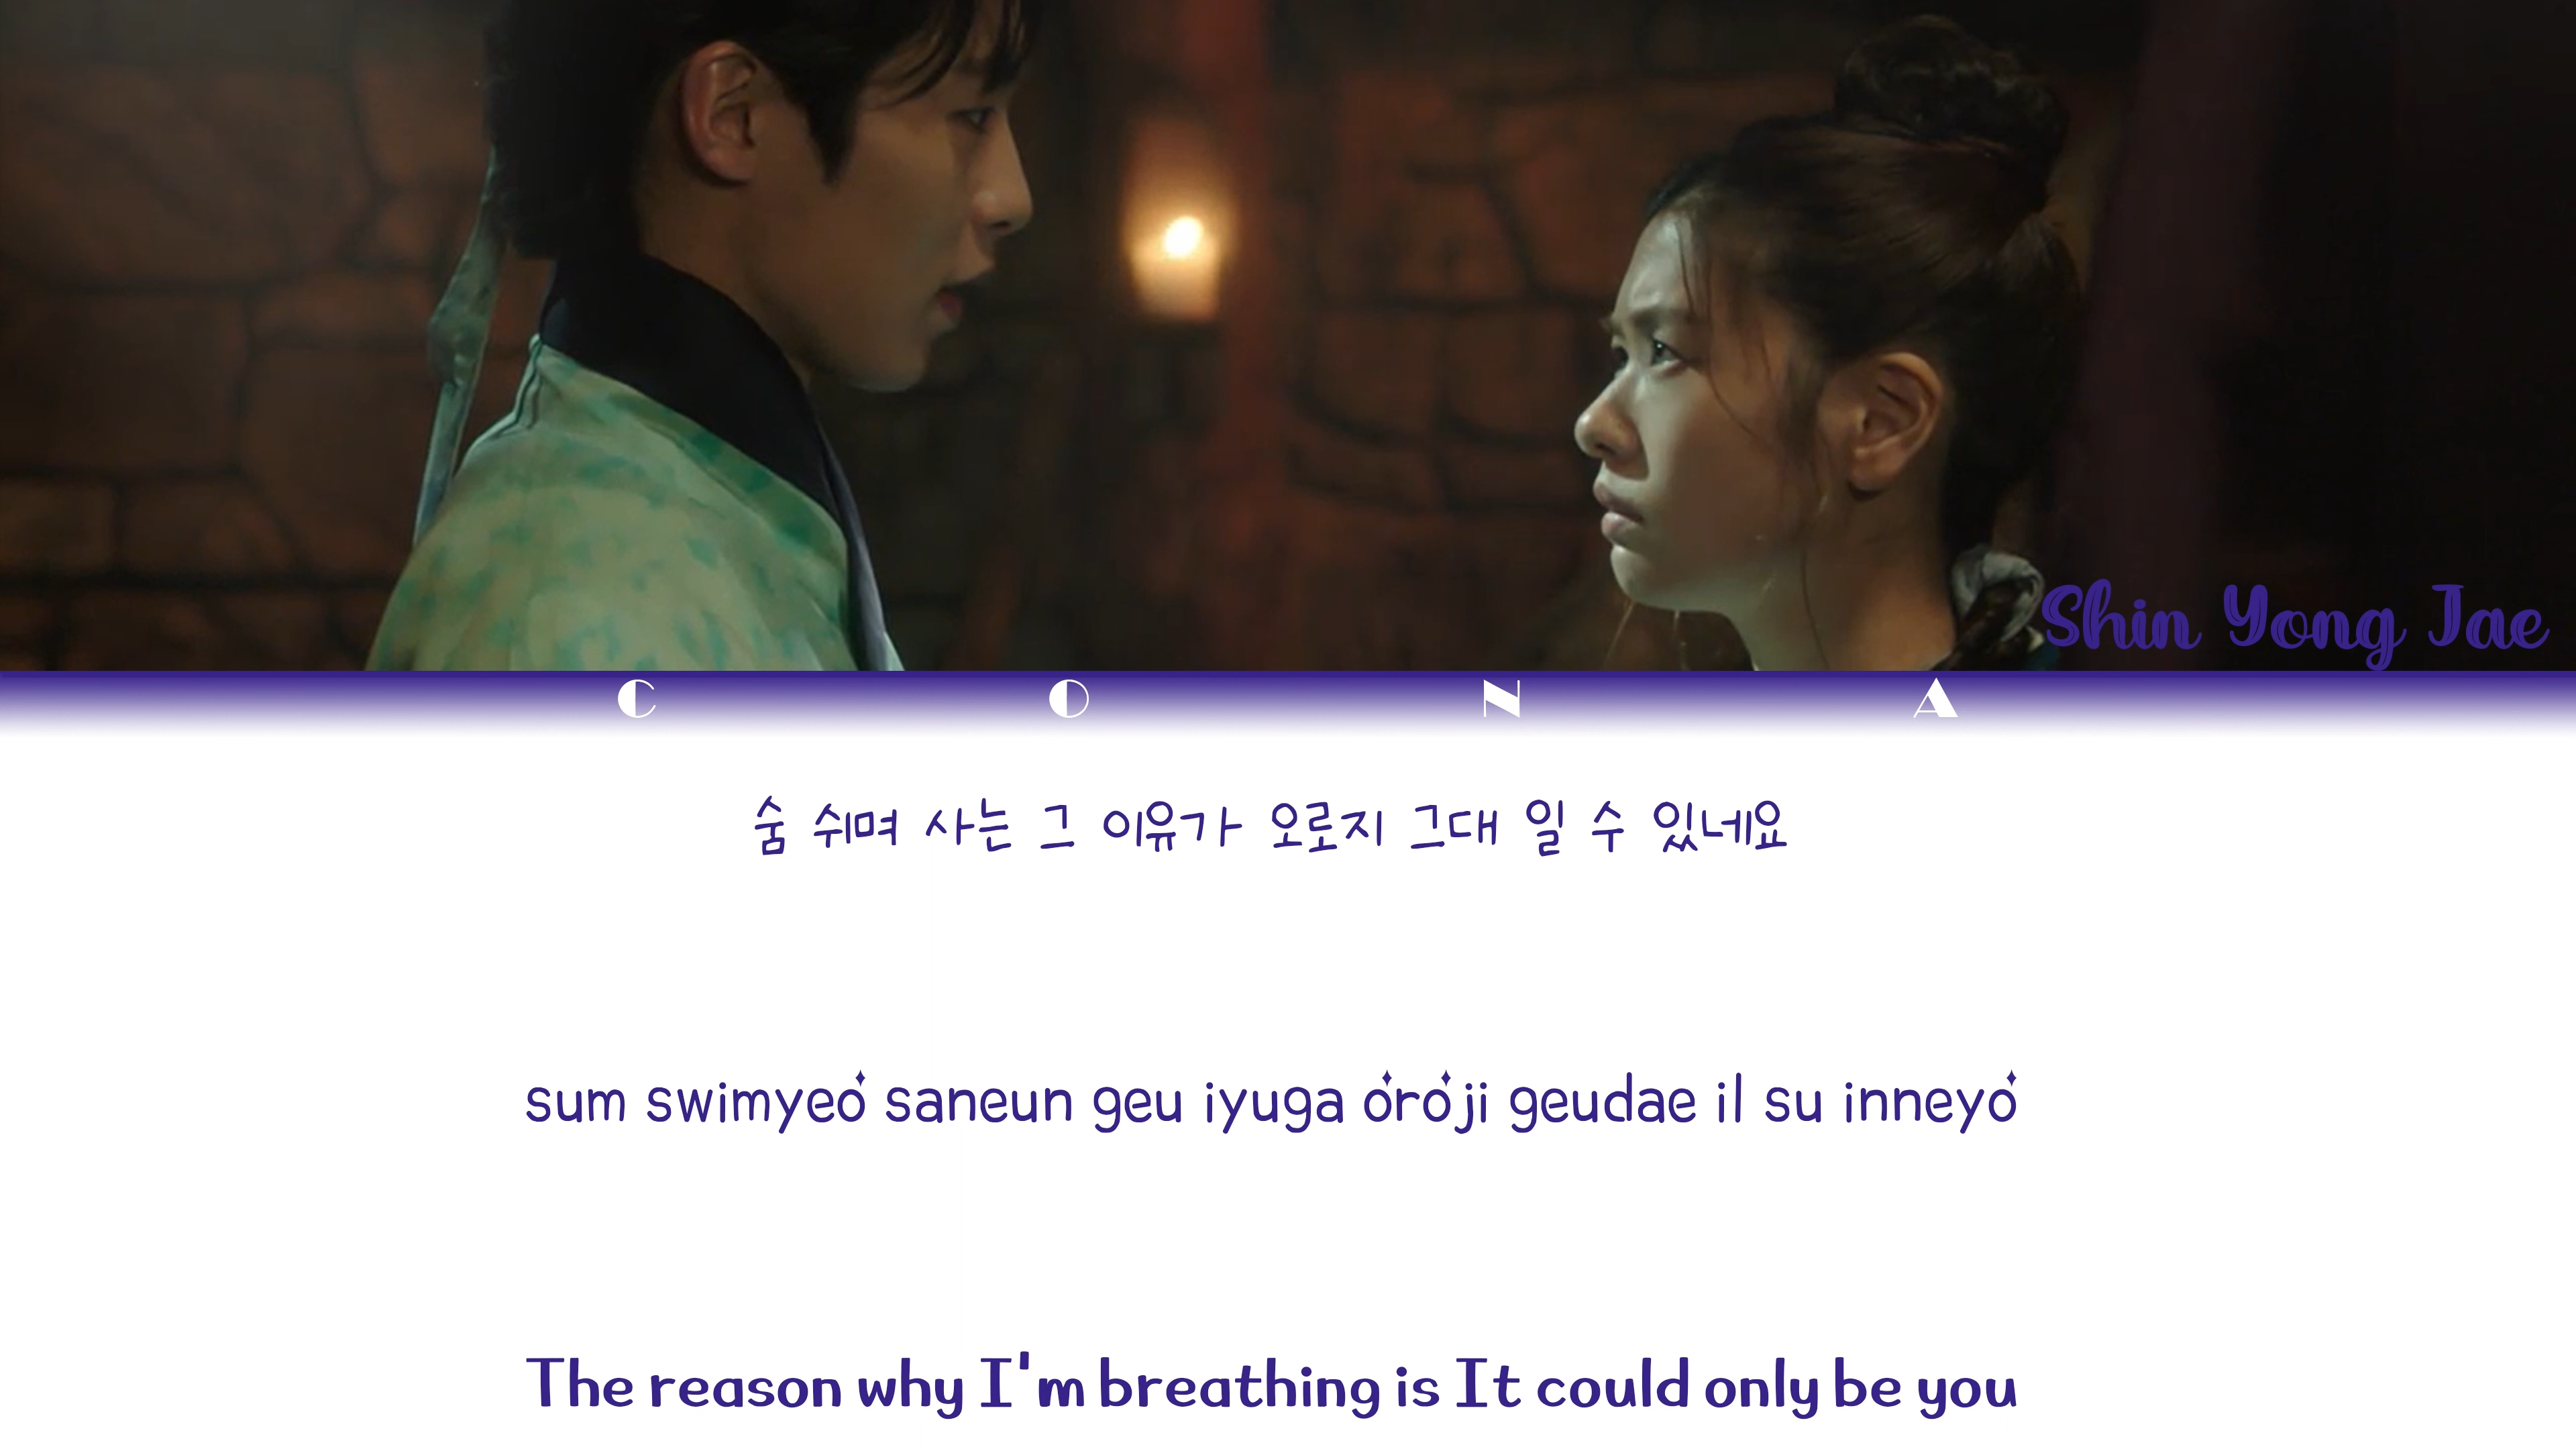 Shin Yong Jae
C O N A
숨 쉬며 사는 그 이유가 오로지 그대 일 수 있네요
sum swimyeo saneun geu iyuga oroji geudae il su inneyo
The reason why I'm breathing is It could only be you